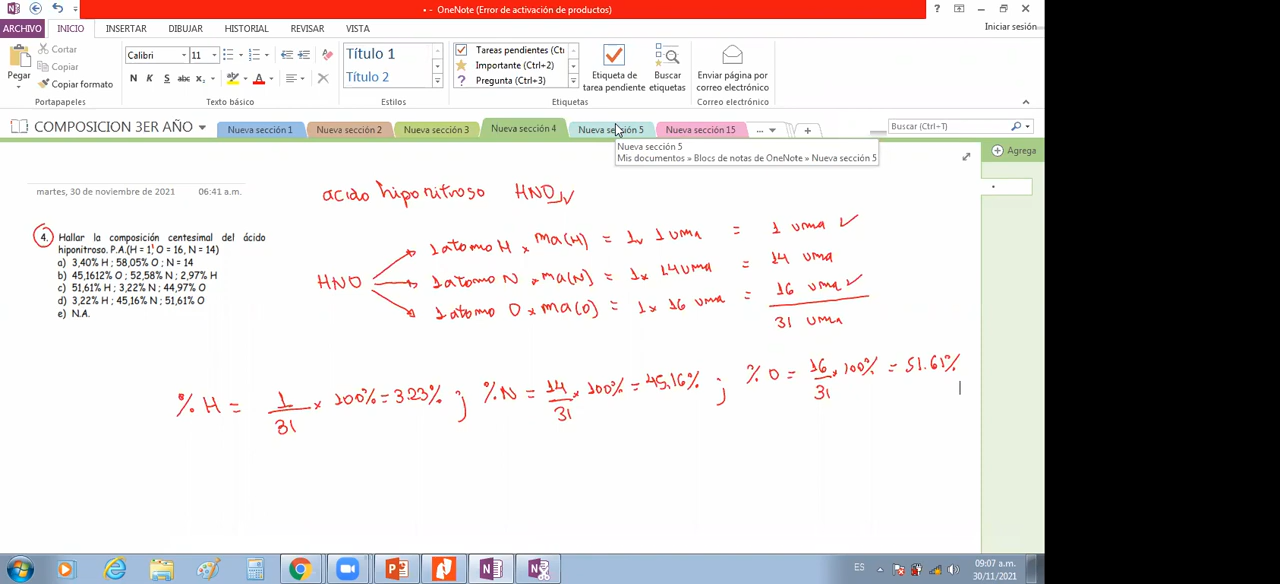 OneNote (Error de activación de productos)
Iniciar sesión
ARCHIVO INICIO INSERTAR DIBUJAR HISTORIAL REVISAR VISTA
Pegar
Cortar
Copiar
Copiar formato
Portapapeles
Calibri 11
N K S abc x₂ A
Texto básico
Título 1
Título 2
Estilos
Tareas pendientes (Ctr
Importante (Ctrl+2)
Pregunta (Ctrl+3)
Etiqueta de
tarea pendiente
Buscar
etiquetas
Etiquetas
Enviar página por
correo electrónico
Correo electrónico
COMPOSICION 3ER AÑO
Nueva sección 1 Nueva sección 2 Nueva sección 3 Nueva sección 4 Nueva sección 5 Nueva sección 15 ... +
Buscar (Ctrl+T)
Nueva sección 5
Mis documentos » Blocs de notas de OneNote » Nueva sección 5
Agrega
martes, 30 de noviembre de 2021 06:41 a.m.
acido hiponitroso HNO
4. Hallar la composición centesimal del ácido
hiponitroso. P.A.(H = 1, O = 16, N = 14)
a) 3,40% H ; 58,05% O ; N = 14
b) 45,1612% O ; 52,58% N ; 2,97% H
c) 51,61% H ; 3,22% N ; 44,97% O
d) 3,22% H ; 45,16% N ; 51,61% O
e) N.A.
HNO
1 atomo H x ma(H) = 1x 1uma = 1 uma ✓
1 atomo N x ma(N) = 1x 14uma = 14 uma
1 atomo O x ma(O) = 1x 16 uma = 16 uma ✓
31 uma
% H = 1/31 x 100% = 3.23% ; % N = 14/31 x 100% = 45.16% ; % O = 16/31 x 100% = 51.61%
ES
09:07 a.m.
30/11/2021